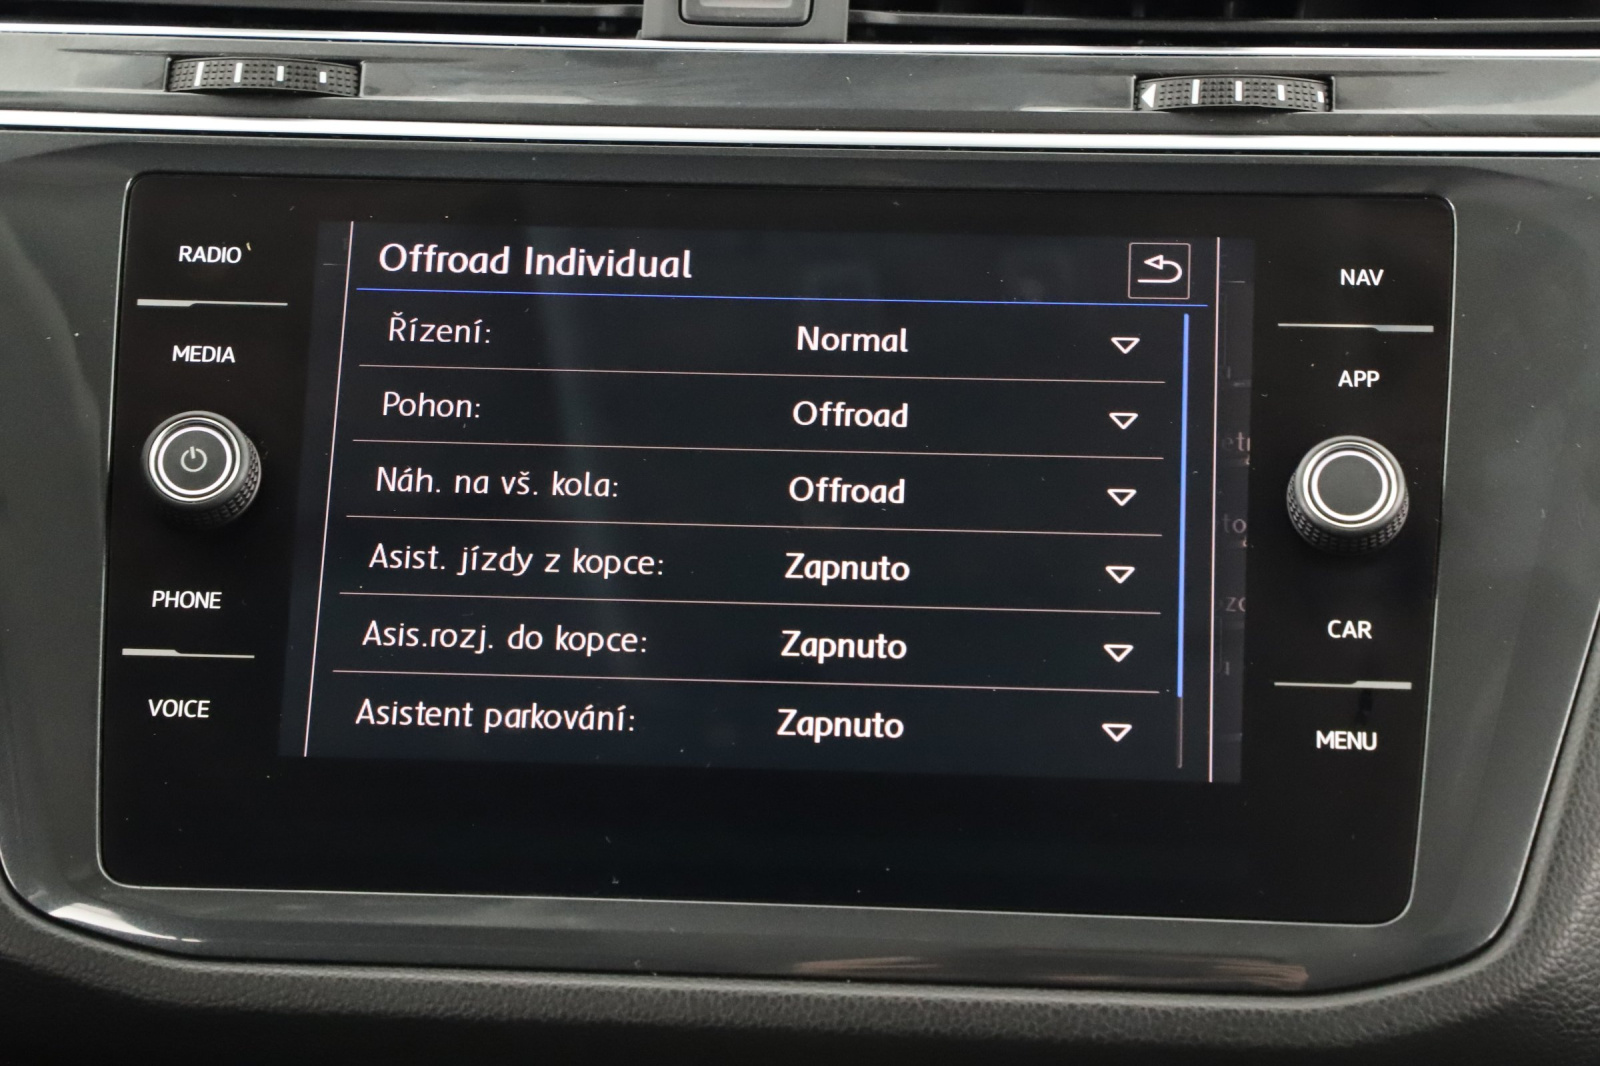 RADIO
MEDIA
PHONE
VOICE
Offroad Individual
Řízení: Normal
Pohon: Offroad
Náh. na vš. kola: Offroad
Asist. jízdy z kopce: Zapnuto
Asis.rozj. do kopce: Zapnuto
Asistent parkování: Zapnuto
NAV
APP
CAR
MENU